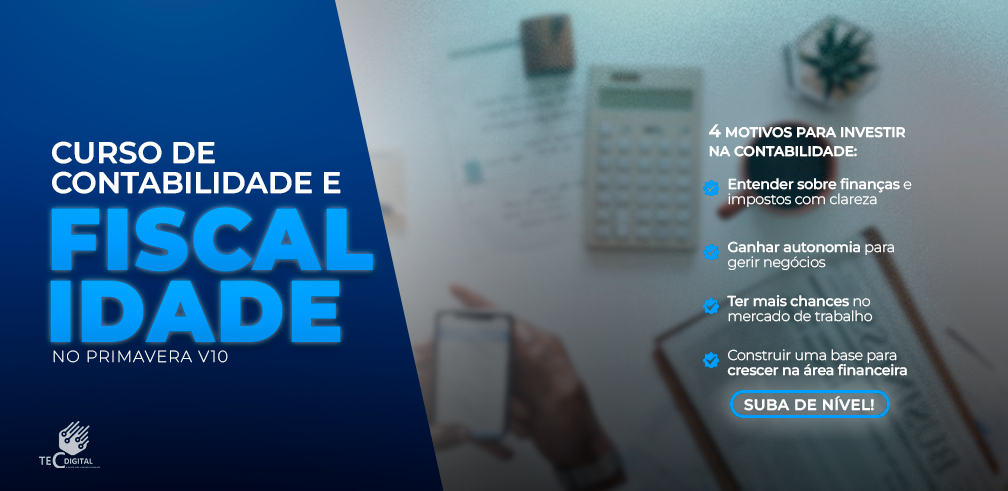 CURSO DE
CONTABILIDADE E
FISCAL
IDADE
NO PRIMAVERA V10
TEC DIGITAL
4 MOTIVOS PARA INVESTIR
NA CONTABILIDADE:
Entender sobre finanças e
impostos com clareza
Ganhar autonomia para
gerir negócios
Ter mais chances no
mercado de trabalho
Construir uma base para
crescer na área financeira
SUBA DE NÍVEL!